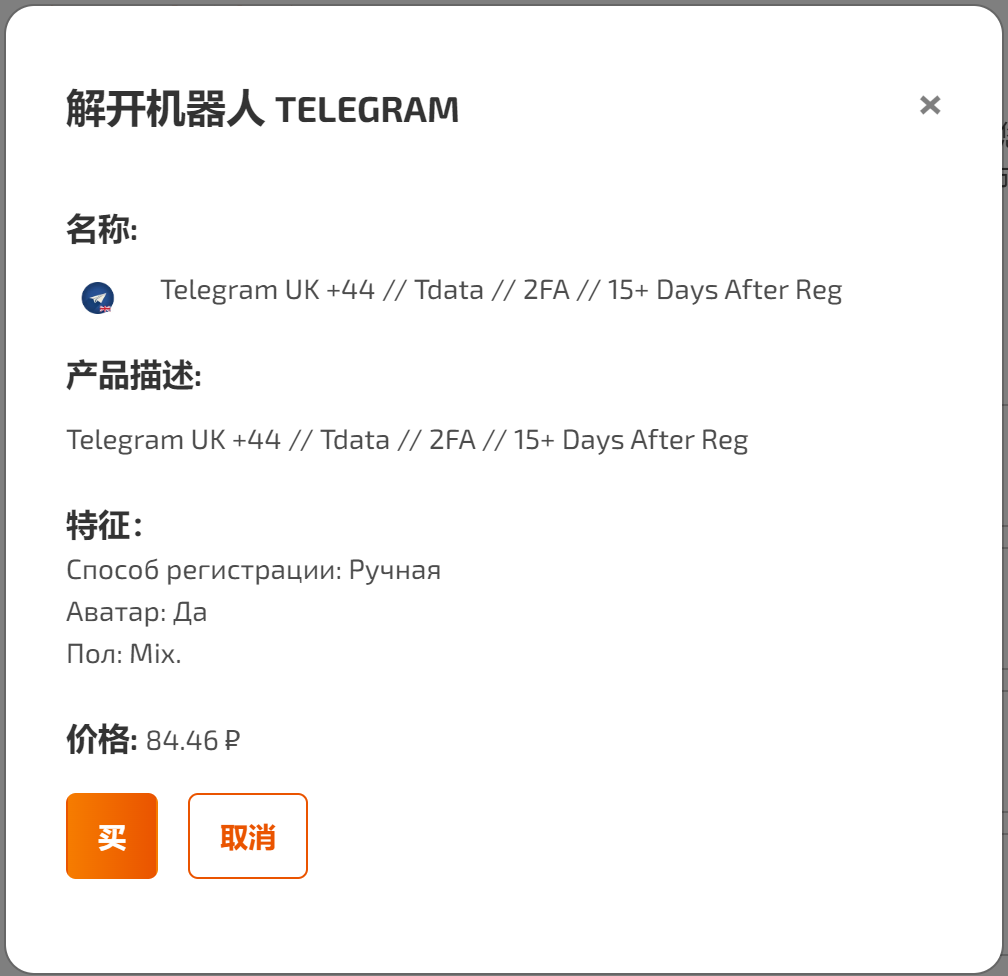 解开机器人 TELEGRAM
名称:
Telegram UK +44 // Tdata // 2FA // 15+ Days After Reg
产品描述:
Telegram UK +44 // Tdata // 2FA // 15+ Days After Reg
特征：
Способ регистрации: Ручная
Аватар: Да
Пол: Mix.
价格: 84.46 ₽
买
取消